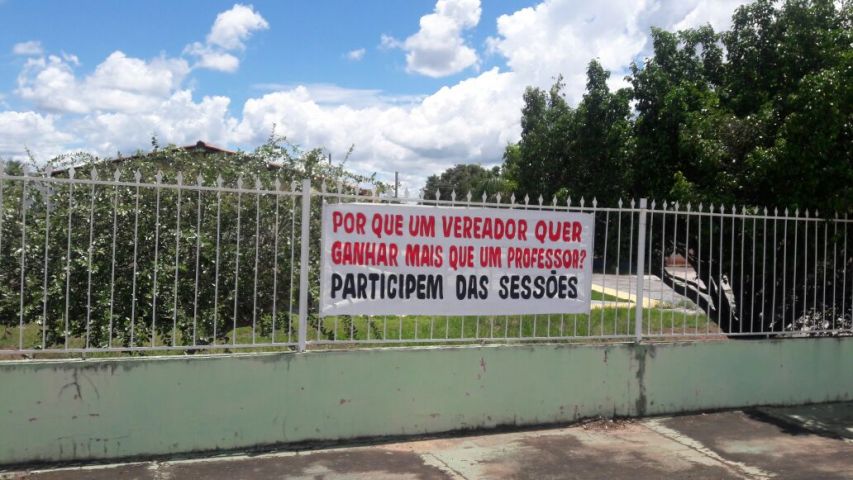 POR QUE UM VEREADOR QUER
GANHAR MAIS QUE UM PROFESSOR?
PARTICIPEM DAS SESSÕES